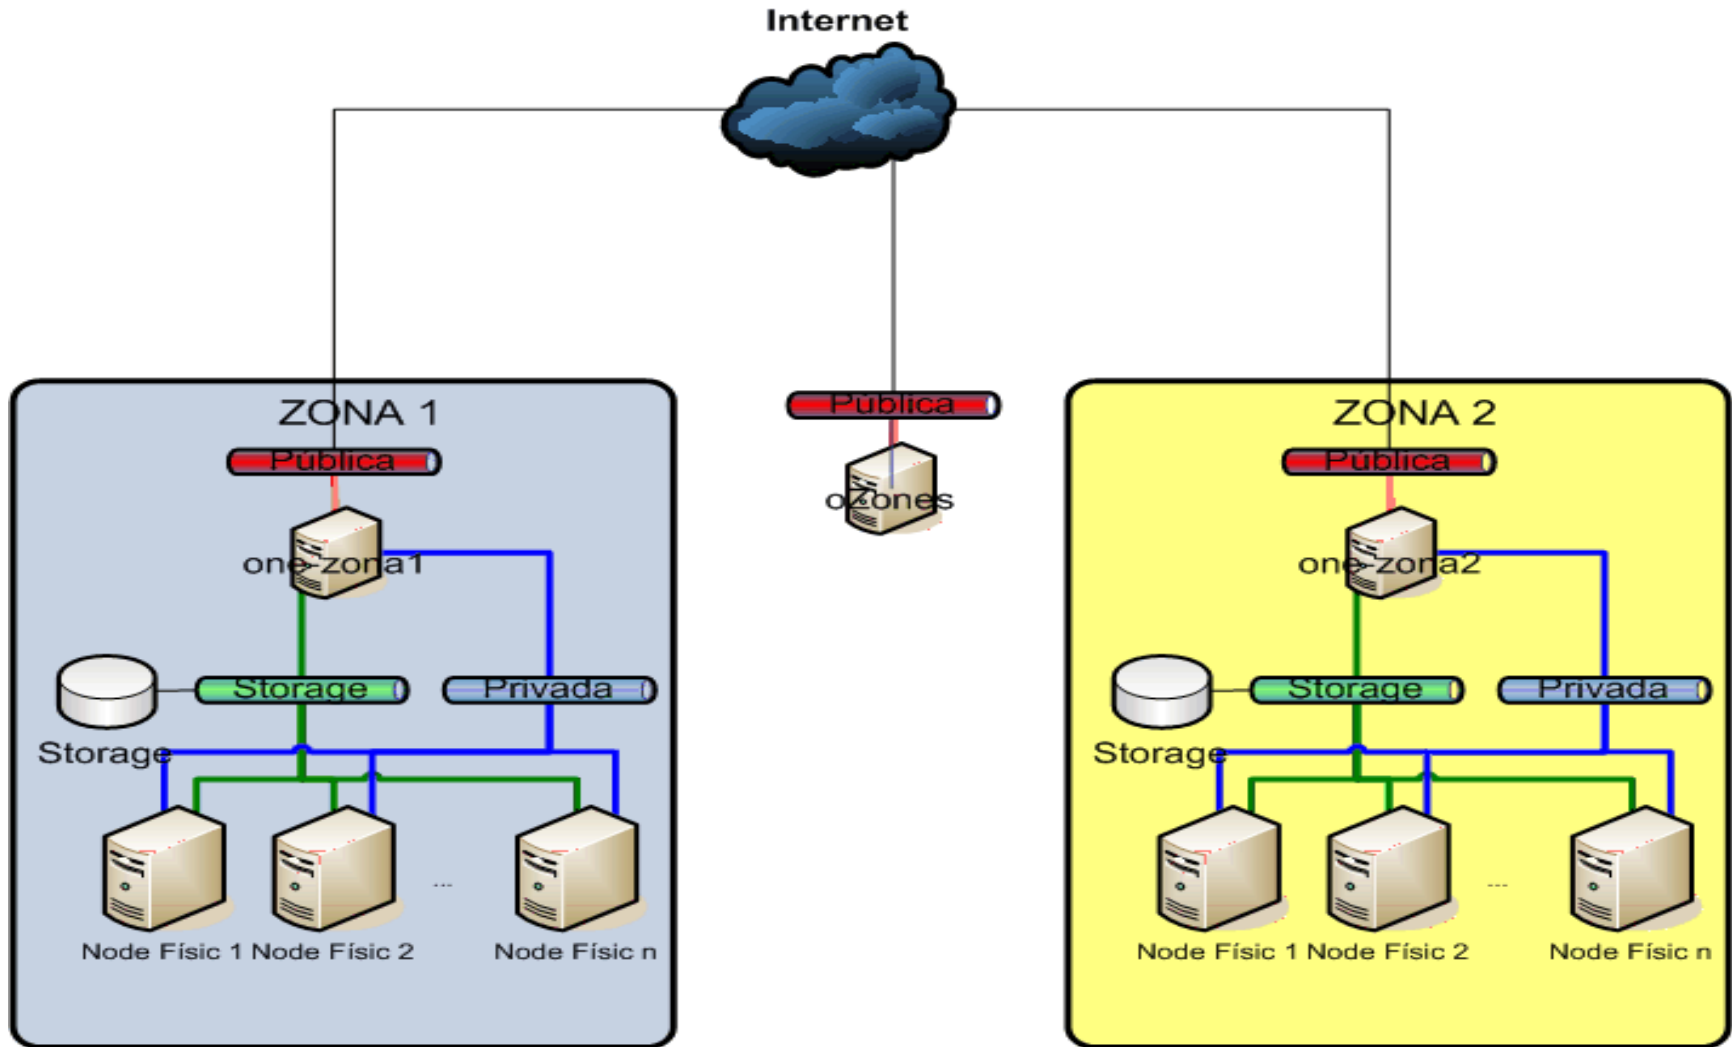 Internet
ZONA 1
Pública
one-zona1
Storage
Privada
Storage
Node Físic 1
Node Físic 2
...
Node Físic n
Pública
oZones
ZONA 2
Pública
one-zona2
Storage
Privada
Storage
Node Físic 1
Node Físic 2
...
Node Físic n